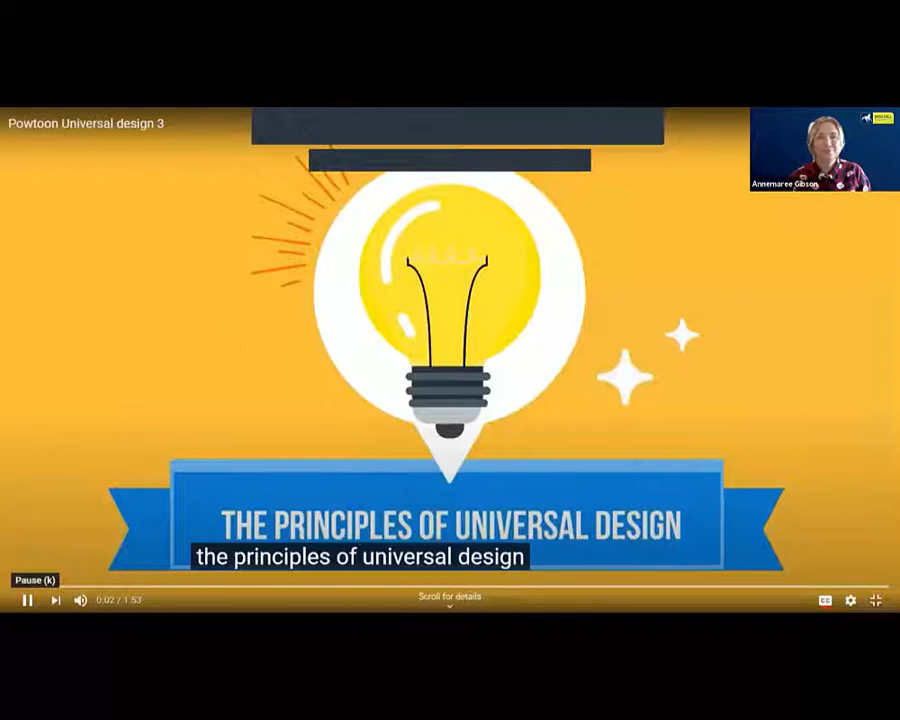 Powtoon Universal design 3
Annemaree Gibson
THE PRINCIPLES OF UNIVERSAL DESIGN
the principles of universal design
Pause (k)
0:02 / 1:53
Scroll for details
CC